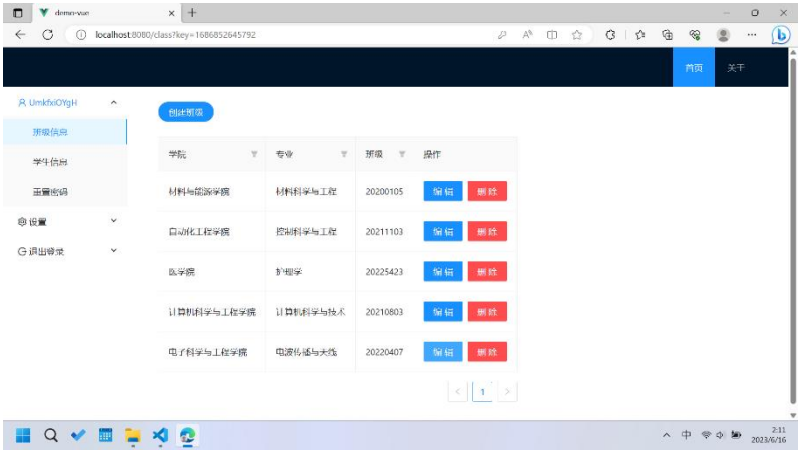 demo-vue
localhost:8080/class?key=1686852645792
首页 关于
UmkfxiOYgH
班级信息
学生信息
重置密码
设置
退出登录
创建班级
学院 专业 班级 操作
材料与能源学院 材料科学与工程 20200105 编辑 删除
自动化工程学院 控制科学与工程 20211103 编辑 删除
医学院 护理学 20225423 编辑 删除
计算机科学与工程学院 计算机科学与技术 20210803 编辑 删除
电子科学与工程学院 电波传播与天线 20220407 编辑 删除
1
中
2:11
2023/6/16